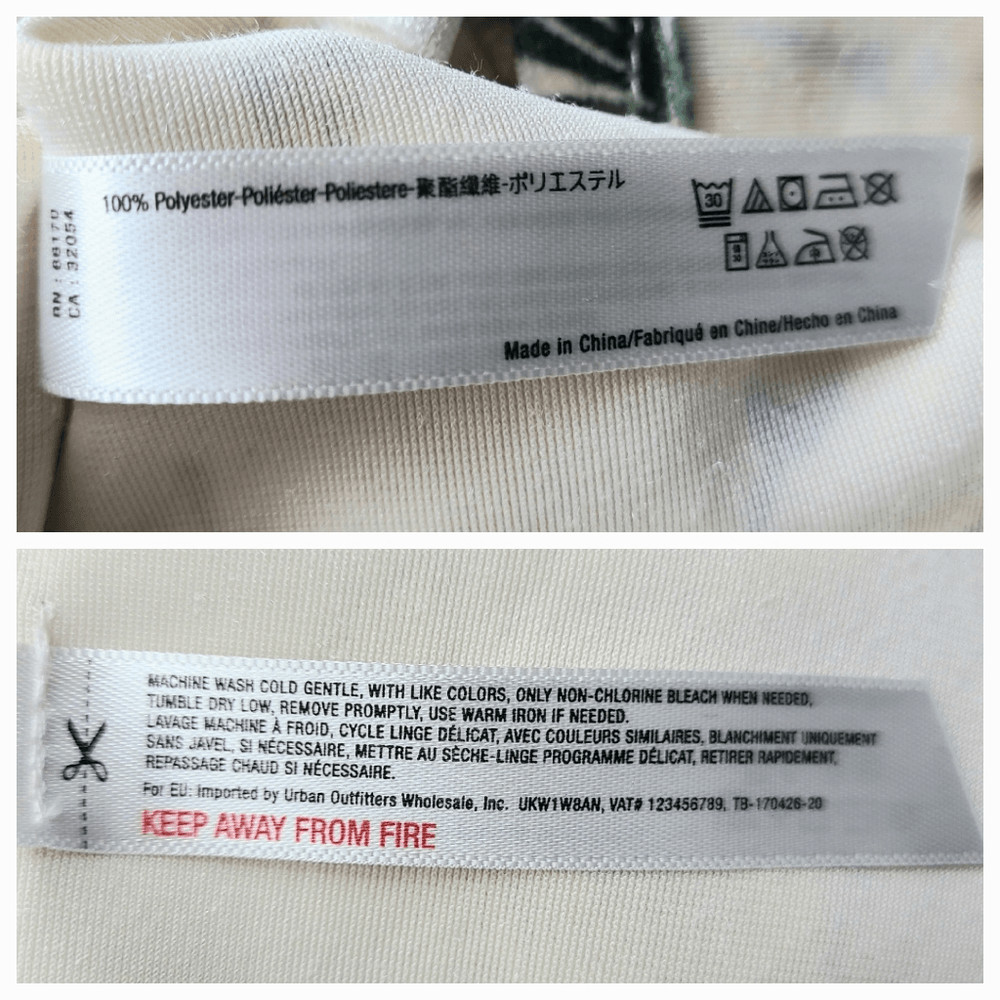 100% Polyester-Poliéster-Poliestere-聚酯纖维-ポリエステル
RN : 66170
CA : 32054
30
Made in China/Fabriqué en Chine/Hecho en China
MACHINE WASH COLD GENTLE, WITH LIKE COLORS, ONLY NON-CHLORINE BLEACH WHEN NEEDED,
TUMBLE DRY LOW, REMOVE PROMPTLY, USE WARM IRON IF NEEDED.
LAVAGE MACHINE À FROID, CYCLE LINGE DÉLICAT, AVEC COULEURS SIMILAIRES, BLANCHIMENT UNIQUEMENT
SANS JAVEL, SI NÉCESSAIRE, METTRE AU SÈCHE-LINGE PROGRAMME DÉLICAT, RETIRER RAPIDEMENT,
REPASSAGE CHAUD SI NÉCESSAIRE.
For EU: Imported by Urban Outfitters Wholesale, Inc. UKW1W8AN, VAT# 123456789, TB-170426-20
KEEP AWAY FROM FIRE